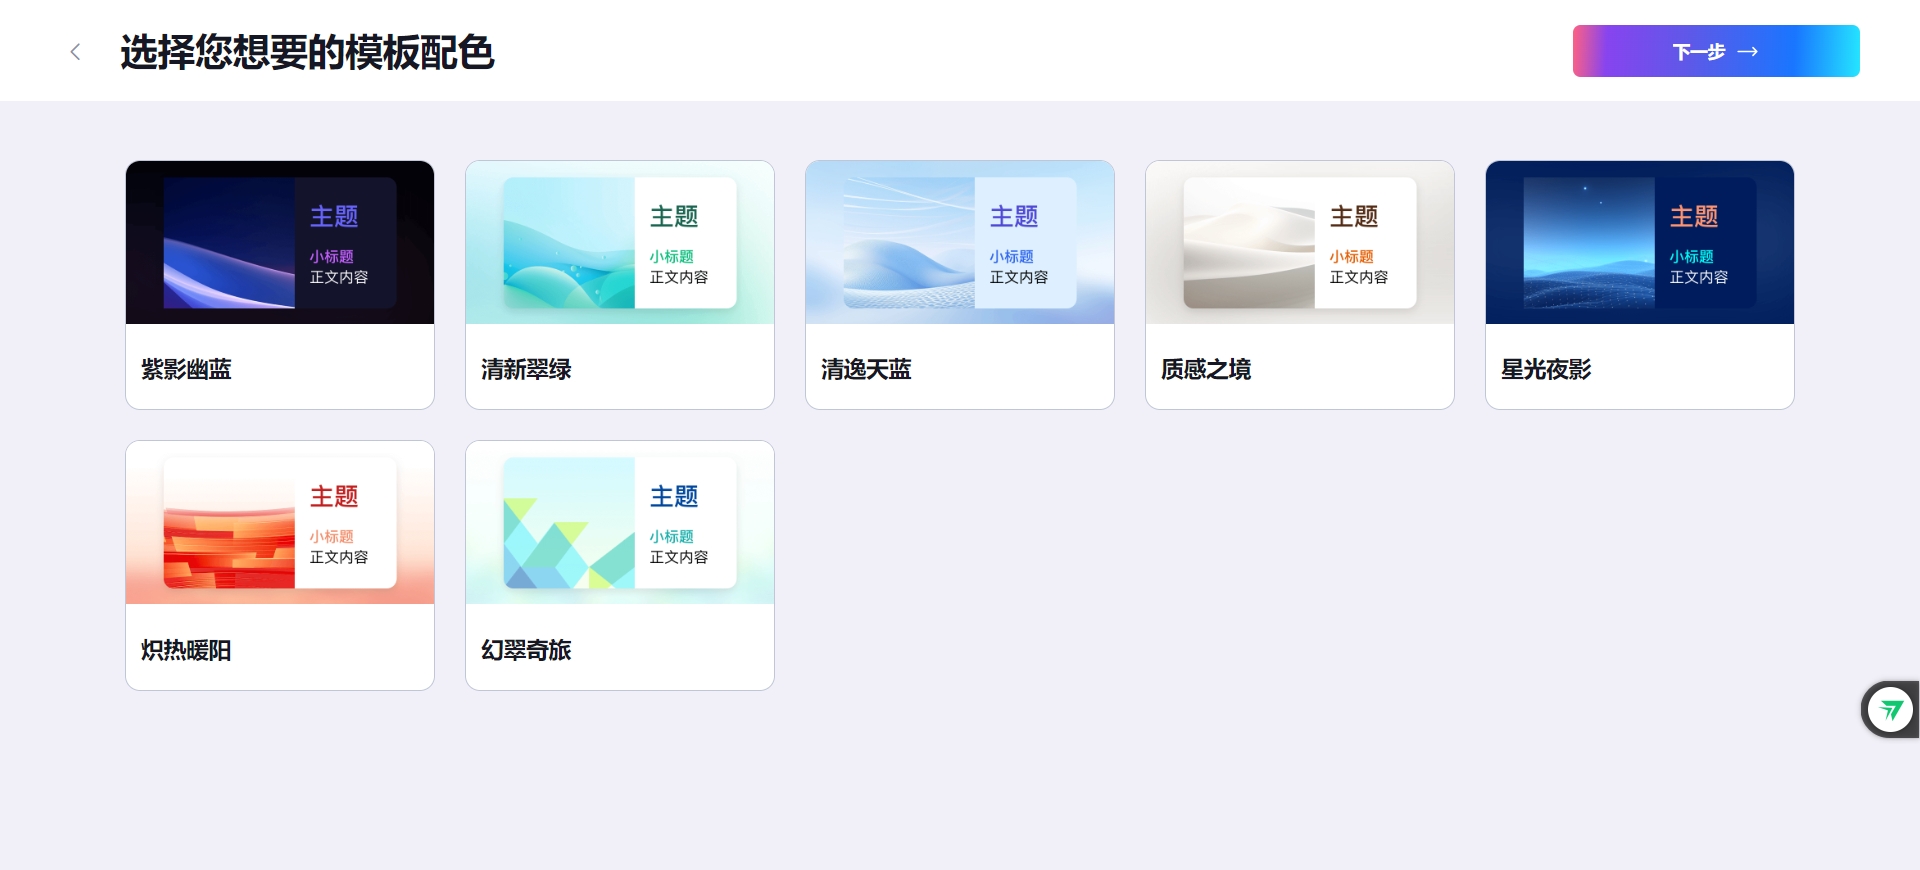 选择您想要的模板配色
下一步
主题
小标题
正文内容
紫影幽蓝
主题
小标题
正文内容
清新翠绿
主题
小标题
正文内容
清逸天蓝
主题
小标题
正文内容
质感之境
主题
小标题
正文内容
星光夜影
主题
小标题
正文内容
炽热暖阳
主题
小标题
正文内容
幻翠奇旅